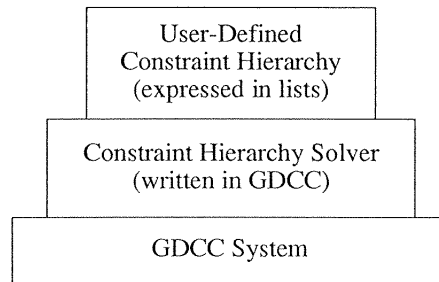 User-Defined
Constraint Hierarchy
(expressed in lists)
Constraint Hierarchy Solver
(written in GDCC)
GDCC System